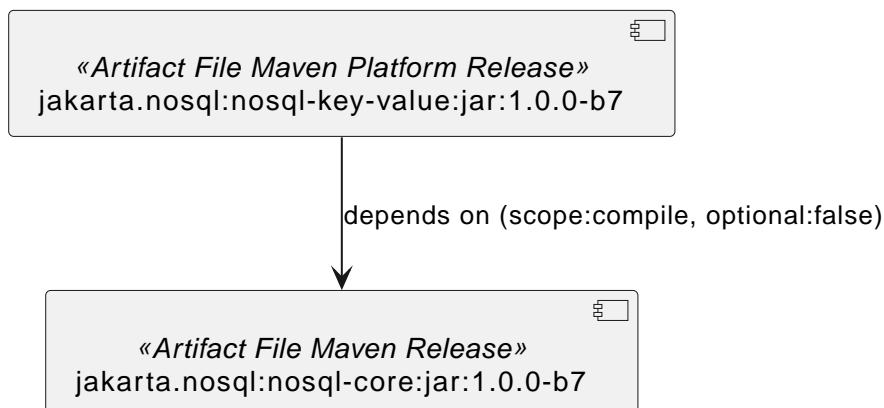 «Artifact File Maven Platform Release»
jakarta.nosql:nosql-key-value:jar:1.0.0-b7
depends on (scope:compile, optional:false)
«Artifact File Maven Release»
jakarta.nosql:nosql-core:jar:1.0.0-b7